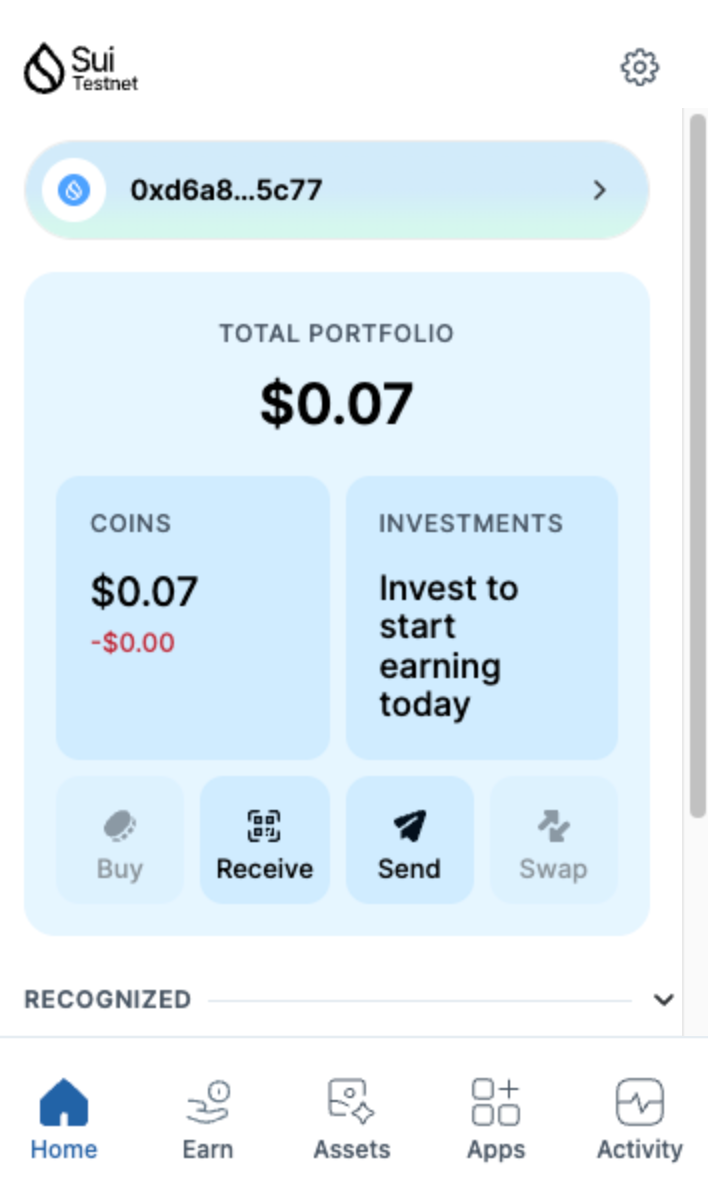 Sui
Testnet
0xd6a8...5c77
TOTAL PORTFOLIO
$0.07
COINS
$0.07
-$0.00
INVESTMENTS
Invest to
start
earning
today
Buy
Receive
Send
Swap
RECOGNIZED
Home
Earn
Assets
Apps
Activity